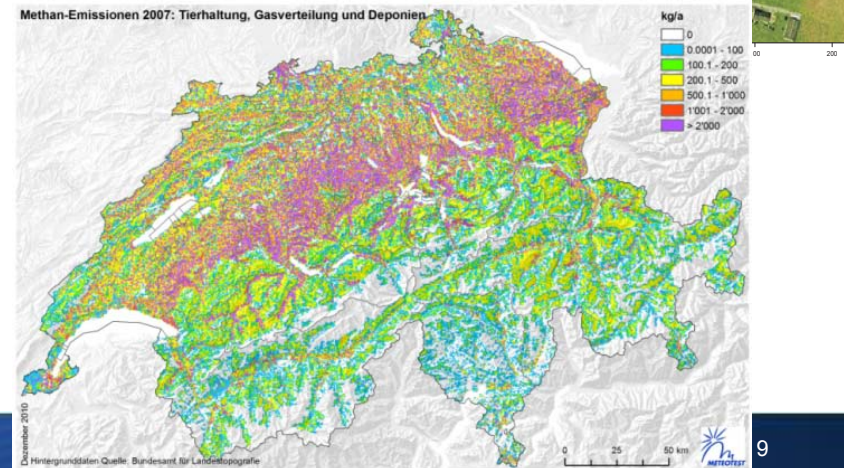 Methan-Emissionen 2007: Tierhaltung, Gasverteilung und Deponien
kg/a
0
0.0001 - 100
100.1 - 200
200.1 - 500
500.1 - 1'000
1'001 - 2'000
> 2'000
00
200
Dezember 2010
Hintergrunddaten Quelle: Bundesamt für Landestopografie
0 25 50 km
METEOTEST
9